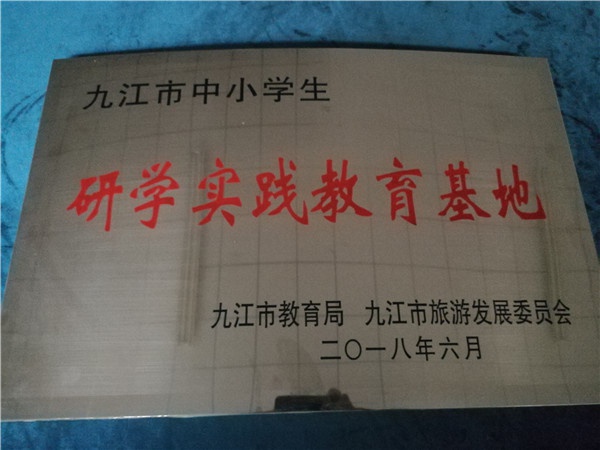 九江市中小学生
研学实践教育基地
九江市教育局 九江市旅游发展委员会
二〇一八年六月